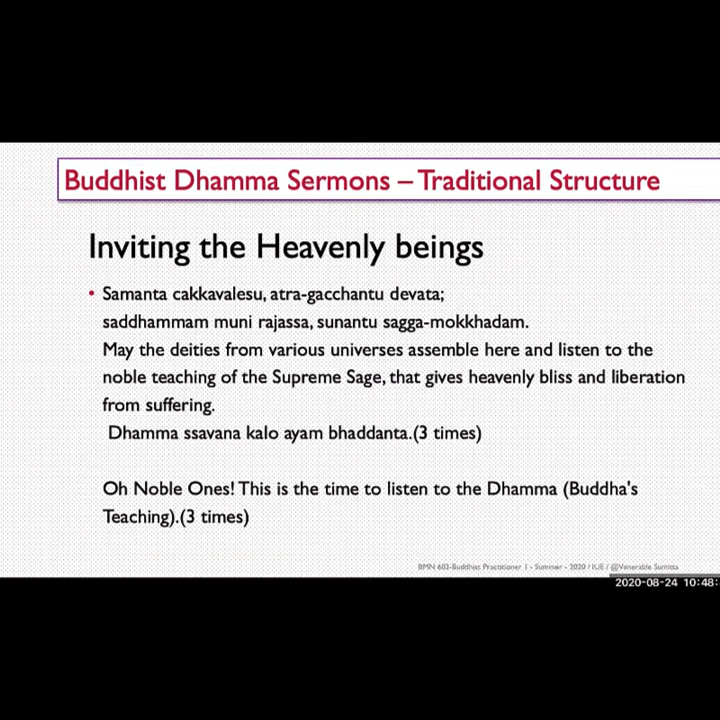 Buddhist Dhamma Sermons – Traditional Structure
Inviting the Heavenly beings
• Samanta cakkavalesu, atra-gacchantu devata;
saddhammam muni rajassa, sunantu sagga-mokkhadam.
May the deities from various universes assemble here and listen to the
noble teaching of the Supreme Sage, that gives heavenly bliss and liberation
from suffering.
Dhamma ssavana kalo ayam bhaddanta.(3 times)
Oh Noble Ones! This is the time to listen to the Dhamma (Buddha's
Teaching).(3 times)
BMN 603-Buddhist Practitioner 1 - Summer - 2020 / IUE / @Venerable Sumitta
2020-08-24 10:48: